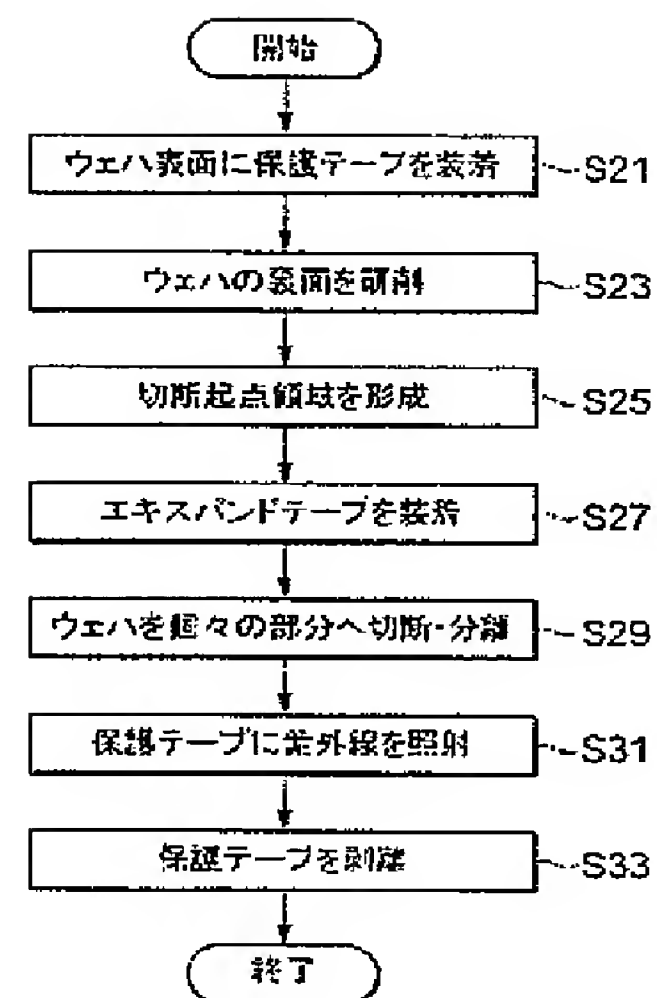 開始
ウェハ表面に保護テープを装着 S21
ウェハの裏面を研削 S23
切断起点領域を形成 S25
エキスパンドテープを装着 S27
ウェハを個々の部分へ切断・分離 S29
保護テープに紫外線を照射 S31
保護テープを剥離 S33
終了